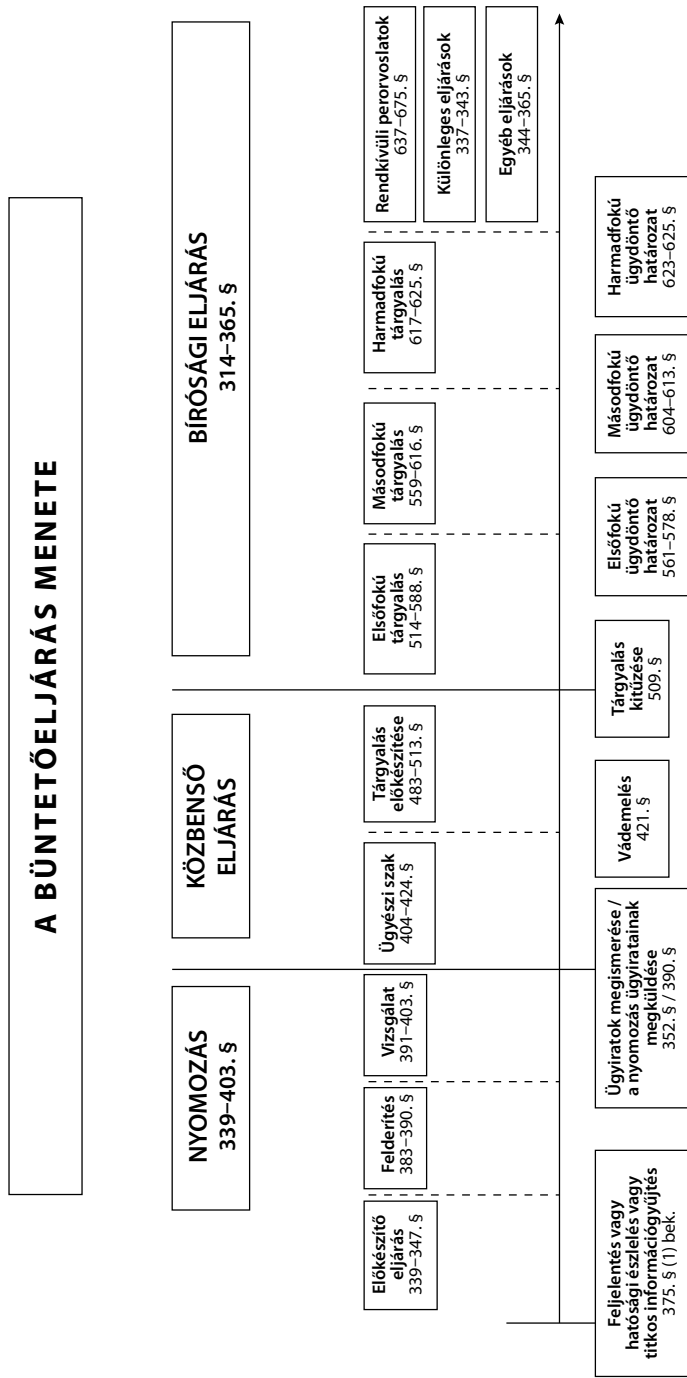 A BÜNTETŐELJÁRÁS MENETE
NYOMOZÁS
339–403. §
KÖZBENSŐ
ELJÁRÁS
BÍRÓSÁGI ELJÁRÁS
314–365. §
Előkészítő
eljárás
339–347. §
Felderítés
383–390. §
Vizsgálat
391–403. §
Ügyészi szak
404–424. §
Tárgyalás
előkészítése
483–513. §
Elsőfokú
tárgyalás
514–588. §
Másodfokú
tárgyalás
559–616. §
Harmadfokú
tárgyalás
617–625. §
Rendkívüli perorvoslatok
637–675. §
Különleges eljárások
337–343. §
Egyéb eljárások
344–365. §
Feljelentés vagy
hatósági észlelés vagy
titkos információgyűjtés
375. § (1) bek.
Ügyiratok megismerése /
a nyomozás ügyiratainak
megküldése
352. § / 390. §
Vádemelés
421. §
Tárgyalás
kitűzése
509. §
Elsőfokú
ügydöntő
határozat
561–578. §
Másodfokú
ügydöntő
határozat
604–613. §
Harmadfokú
ügydöntő
határozat
623–625. §